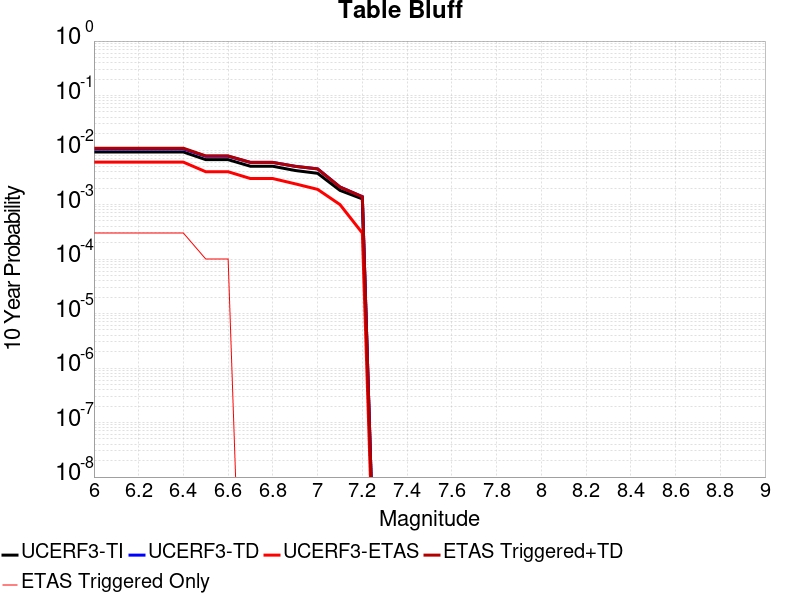 Table Bluff
10^0
10^-1
10^-2
10^-3
10^-4
10^-5
10^-6
10^-7
10^-8
10 Year Probability
6 6.2 6.4 6.6 6.8 7 7.2 7.4 7.6 7.8 8 8.2 8.4 8.6 8.8 9
Magnitude
UCERF3-TI UCERF3-TD UCERF3-ETAS ETAS Triggered+TD
ETAS Triggered Only